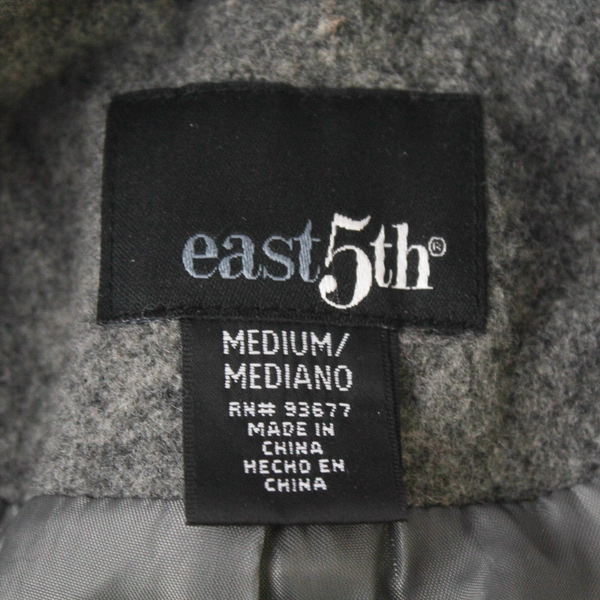 east5th®
MEDIUM/
MEDIANO
RN# 93677
MADE IN
CHINA
HECHO EN
CHINA